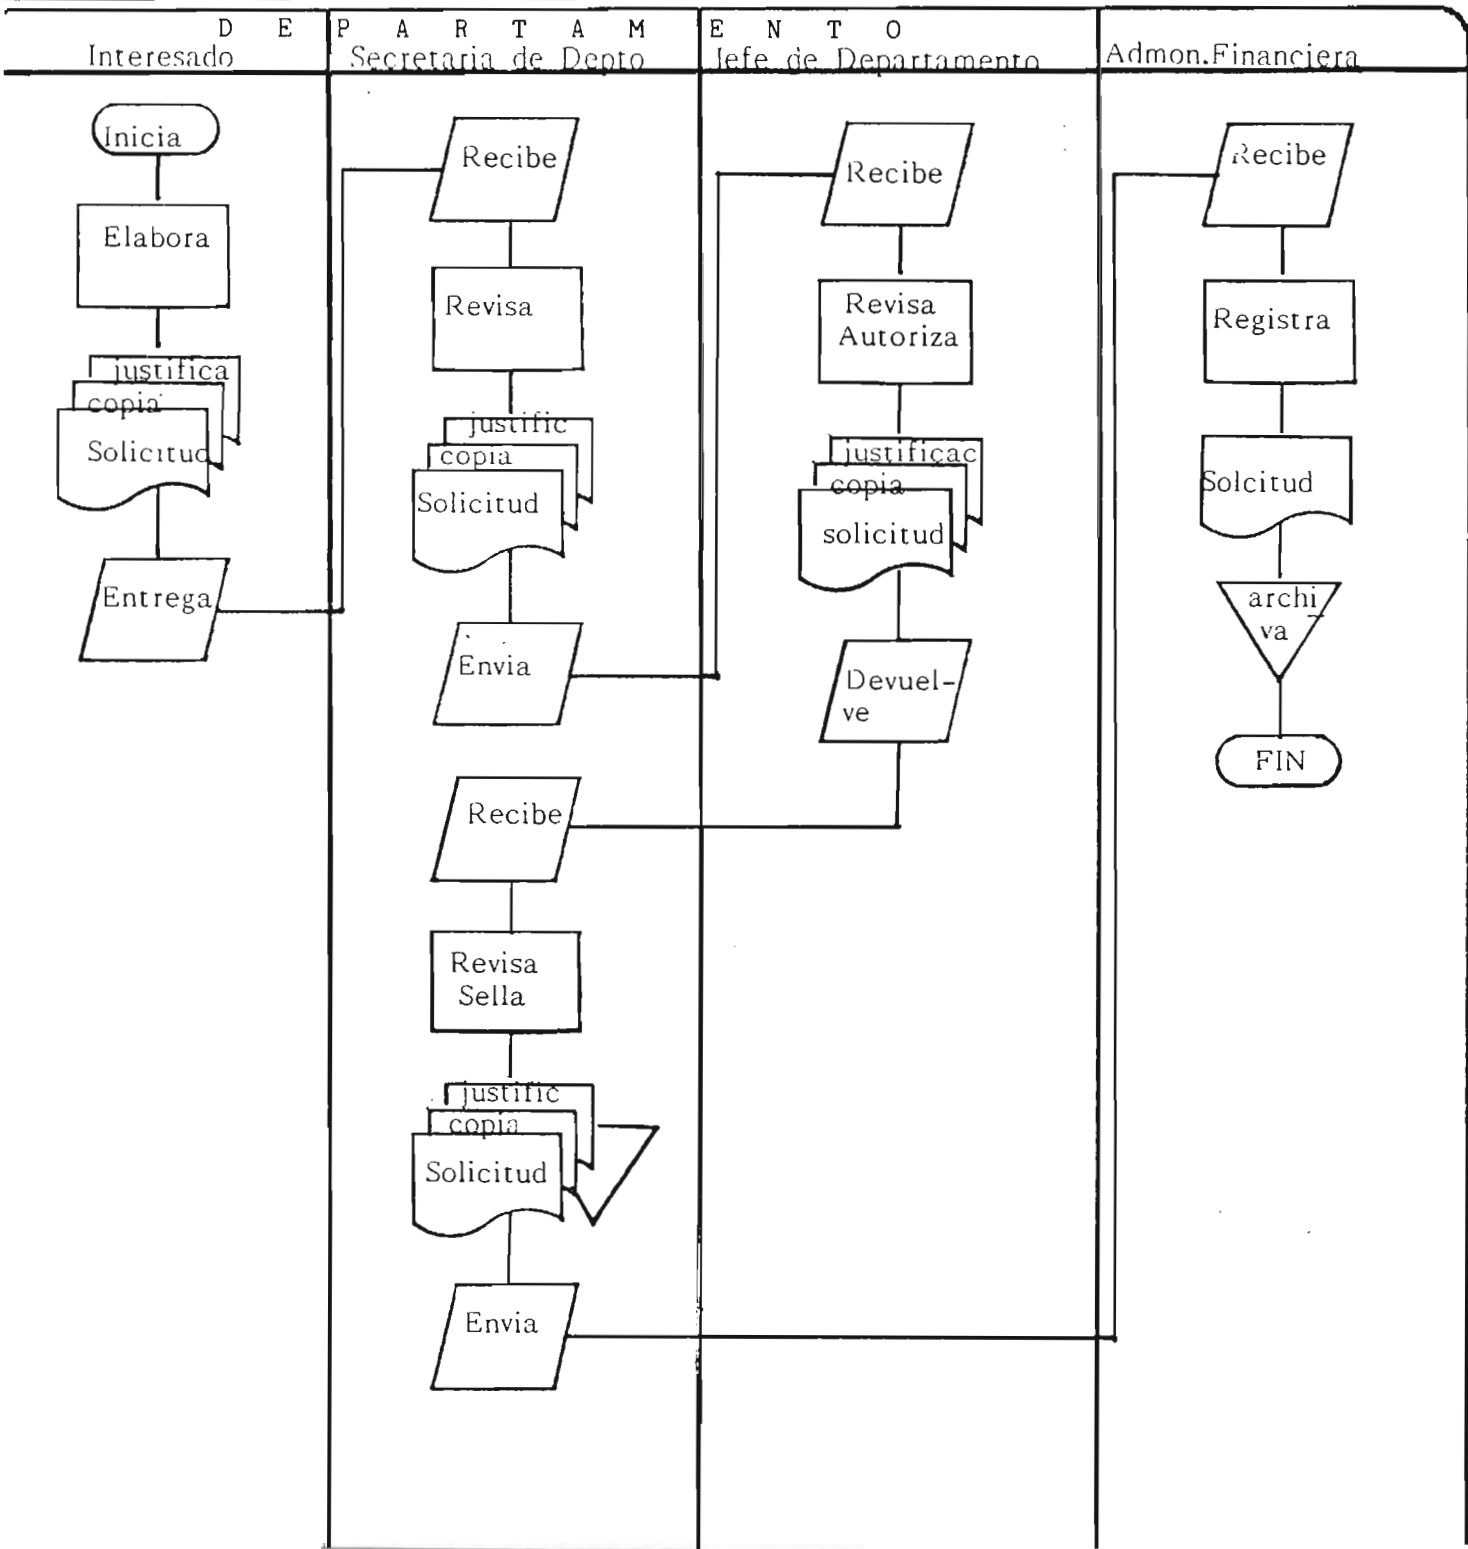 D E P A R T A M E N T O
Interesado
Secretaria de Depto
Jefe de Departamento
Admon.Financiera
Inicia
Elabora
justifica
copia
Solicitud
Entrega
Recibe
Revisa
justific
copia
Solicitud
Envia
Recibe
Revisa
Sella
justific
copia
Solicitud
Envia
Recibe
Revisa
Autoriza
justificac
copia
solicitud
Devuel-
ve
Recibe
Registra
Solcitud
archi
va
FIN